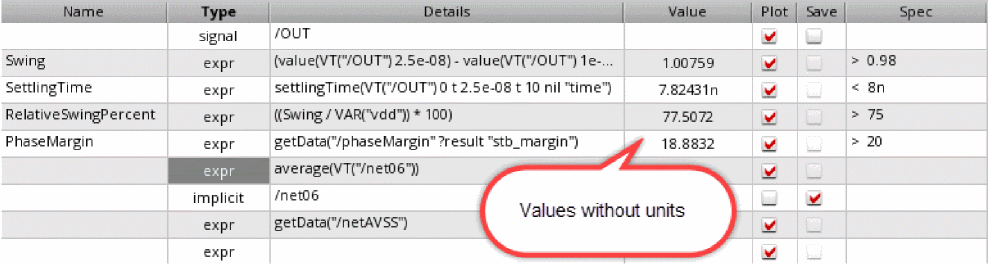 Name Type Details Value Plot Save Spec
signal /OUT
Swing expr (value(VT("/OUT") 2.5e-08) - value(VT("/OUT") 1e-... 1.00759 > 0.98
SettlingTime expr settlingTime(VT("/OUT") 0 t 2.5e-08 t 10 nil "time") 7.82431n < 8n
RelativeSwingPercent expr ((Swing / VAR("vdd")) * 100) 77.5072 > 75
PhaseMargin expr getData("/phaseMargin" ?result "stb_margin") 18.8832 > 20
expr average(VT("/net06"))
implicit /net06
Values without units
expr getData("/netAVSS")
expr